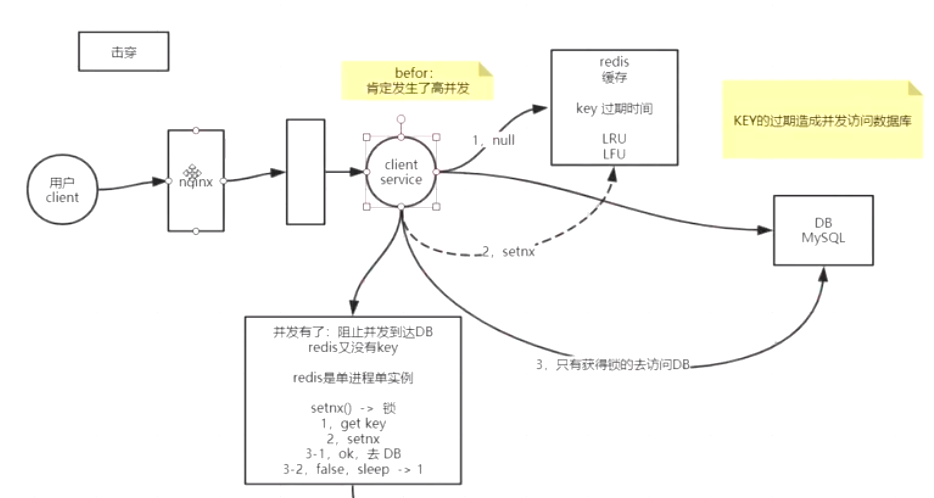 击穿
befor：
肯定发生了高并发
redis
缓存
key 过期时间
LRU
LFU
KEY的过期造成并发访问数据库
1，null
用户
client
nginx
client
service
DB
MySQL
2，setnx
并发有了：阻止并发到达DB
redis又没有key
redis是单进程单实例
setnx() -> 锁
1，get key
2，setnx
3-1，ok，去 DB
3-2，false，sleep -> 1
3，只有获得锁的去访问DB